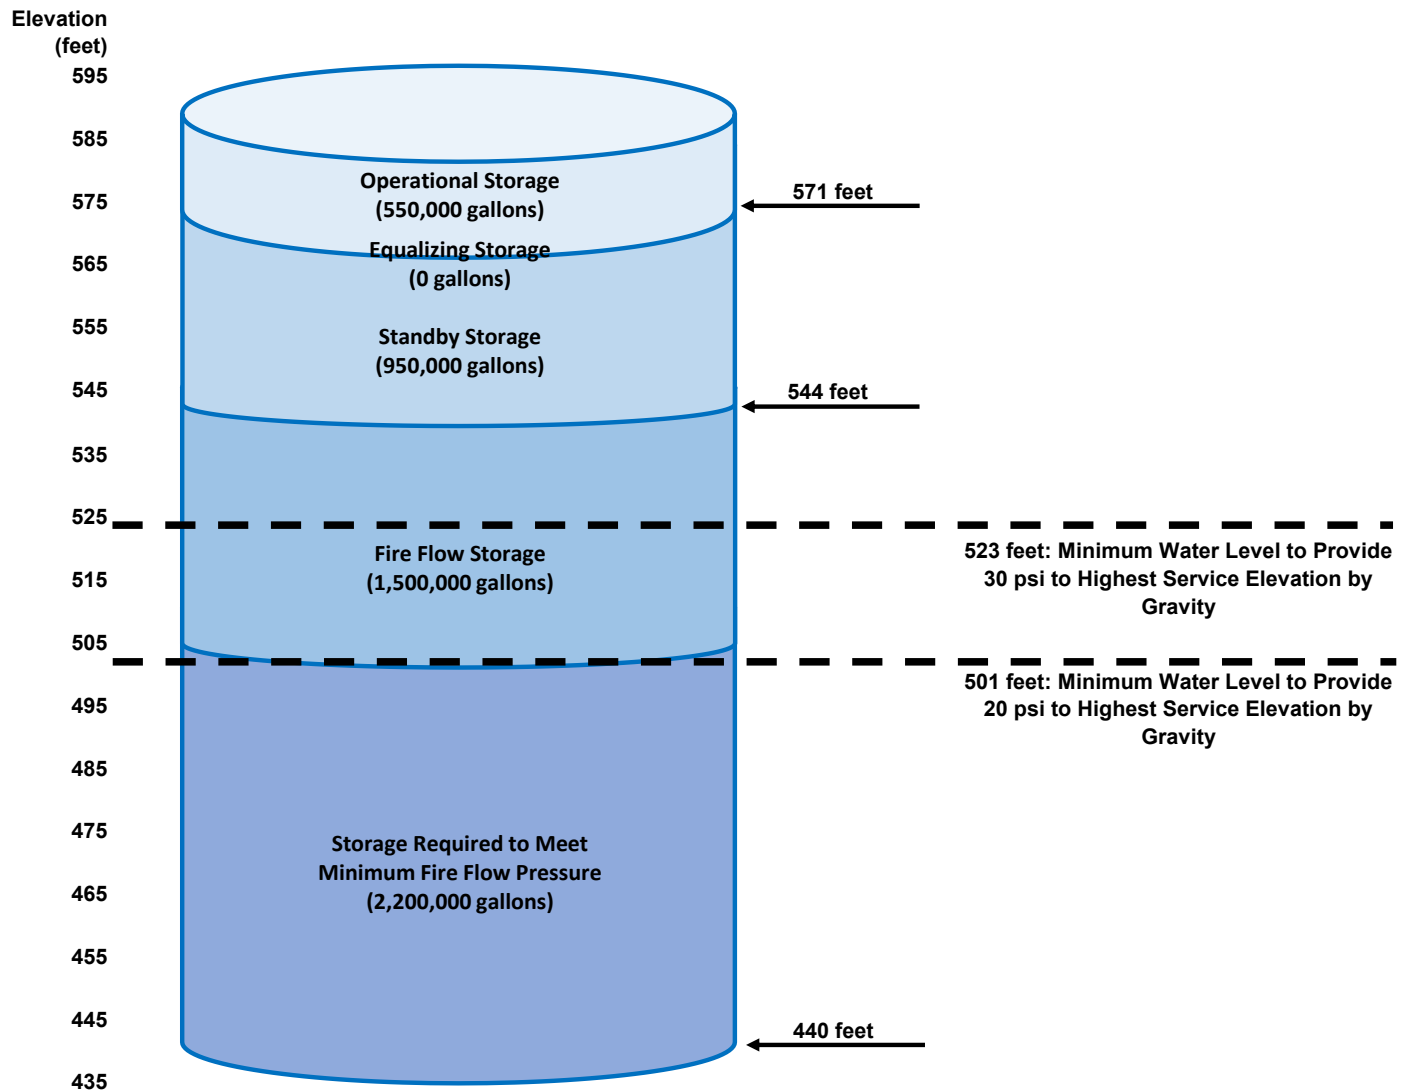 Elevation
(feet)
595
585
Operational Storage
(550,000 gallons)
575
571 feet
Equalizing Storage
(0 gallons)
565
555
Standby Storage
(950,000 gallons)
545
544 feet
535
525
523 feet: Minimum Water Level to Provide
30 psi to Highest Service Elevation by
Gravity
Fire Flow Storage
(1,500,000 gallons)
515
505
501 feet: Minimum Water Level to Provide
20 psi to Highest Service Elevation by
Gravity
495
485
475
Storage Required to Meet
Minimum Fire Flow Pressure
(2,200,000 gallons)
465
455
445
440 feet
435